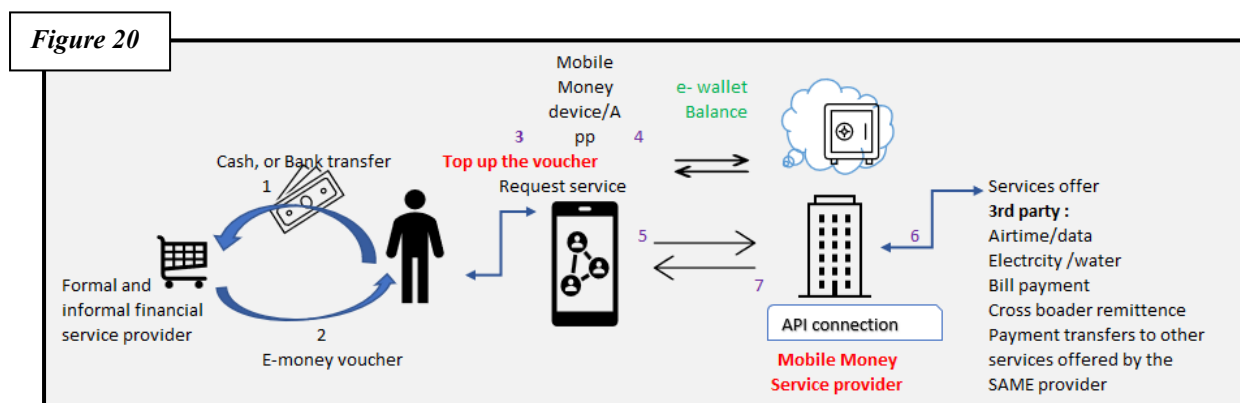 Figure 20
Mobile
Money
device/A
pp
3
4
e- wallet
Balance
Cash, or Bank transfer
1
Top up the voucher
Request service
Formal and
informal financial
service provider
2
E-money voucher
5
7
API connection
Mobile Money
Service provider
6
Services offer
3rd party :
Airtime/data
Electrcity /water
Bill payment
Cross boader remittence
Payment transfers to other
services offered by the
SAME provider